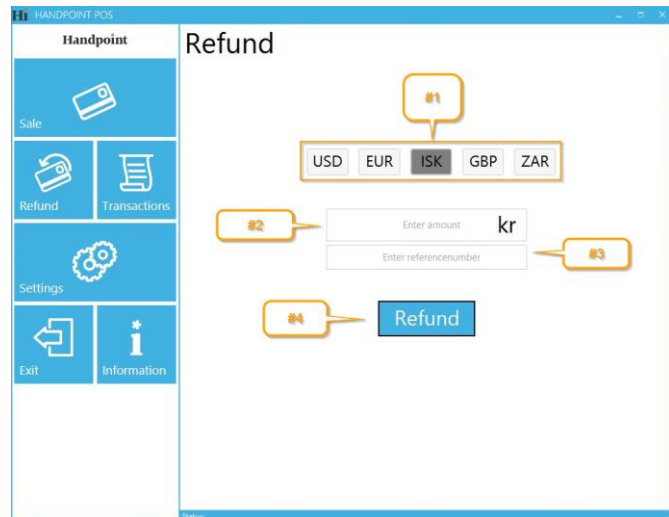 Hi HANDPOINT POS
Handpoint
Refund
#1
Sale
USD EUR ISK GBP ZAR
Refund Transactions
#2
Enter amount kr
Enter referencenumber
#3
Settings
#4
Refund
Exit Information
Status: